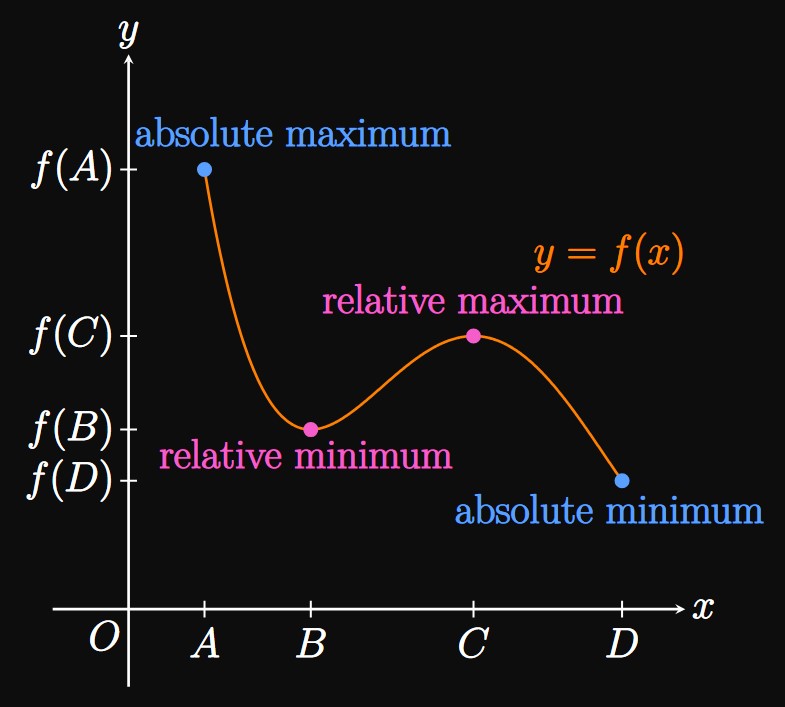 y
absolute maximum
f(A)
y = f(x)
relative maximum
f(C)
f(B)
relative minimum
f(D)
absolute minimum
x
O
A B C D